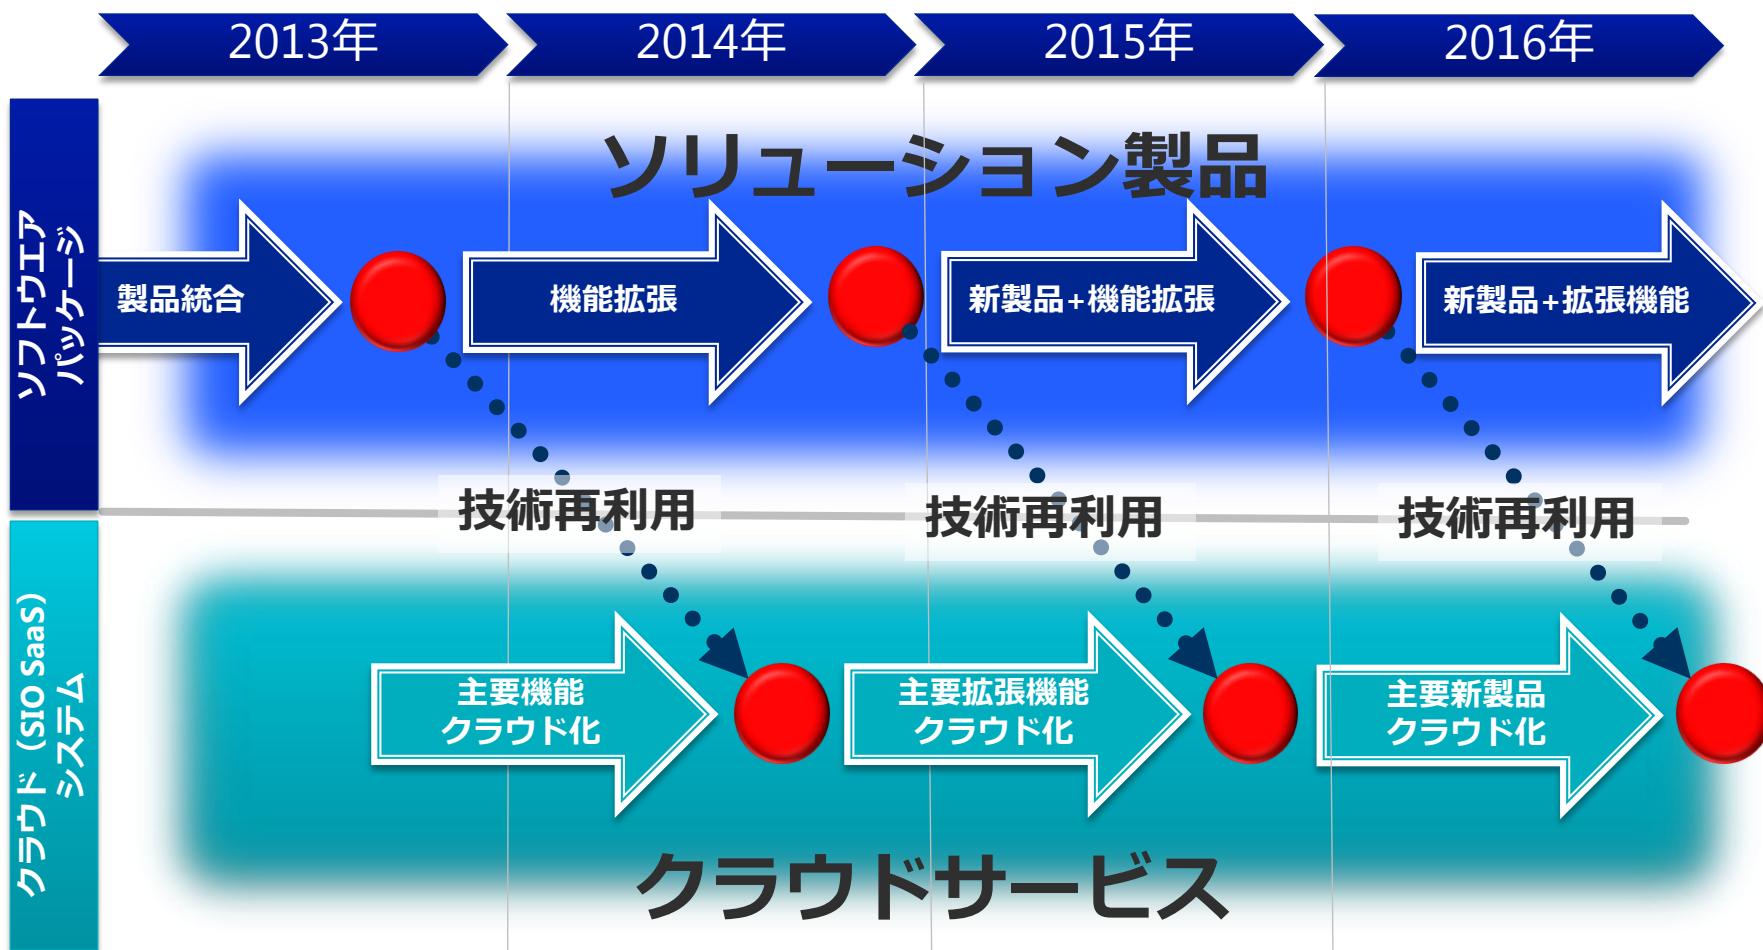 2013年
2014年
2015年
2016年
ソフトウエア
パッケージ
ソリューション製品
製品統合
機能拡張
新製品+機能拡張
新製品+拡張機能
技術再利用
技術再利用
技術再利用
クラウド（SIO SaaS）
システム
主要機能
クラウド化
主要拡張機能
クラウド化
主要新製品
クラウド化
クラウドサービス